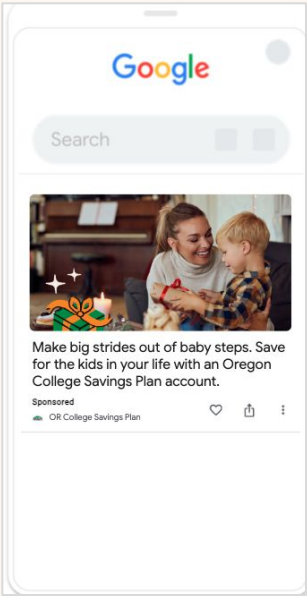 Google
Search
Make big strides out of baby steps. Save
for the kids in your life with an Oregon
College Savings Plan account.
Sponsored
OR College Savings Plan